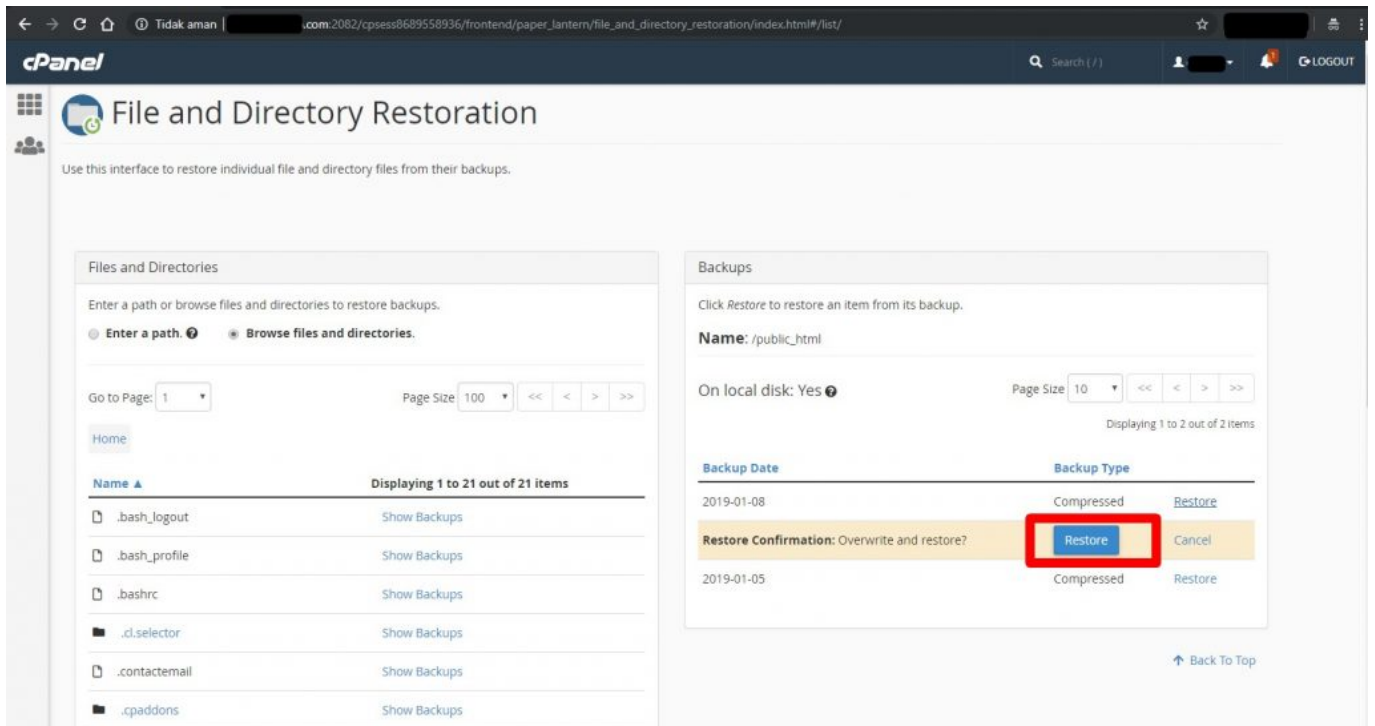 Tidak aman | .com:2082/cpsess8689558936/frontend/paper_lantern/file_and_directory_restoration/index.html#/list/
cPanel Search ( / ) 1 LOGOUT
File and Directory Restoration
Use this interface to restore individual file and directory files from their backups.
Files and Directories
Enter a path or browse files and directories to restore backups.
Enter a path. Browse files and directories.
Go to Page: 1 Page Size 100 << < > >>
Home
Name ▲ Displaying 1 to 21 out of 21 items
.bash_logout Show Backups
.bash_profile Show Backups
.bashrc Show Backups
.cl.selector Show Backups
.contactemail Show Backups
.cpaddons Show Backups
Backups
Click Restore to restore an item from its backup.
Name: /public_html
On local disk: Yes Page Size 10 << < > >>
Displaying 1 to 2 out of 2 items
Backup Date Backup Type
2019-01-08 Compressed Restore
Restore Confirmation: Overwrite and restore? Restore Cancel
2019-01-05 Compressed Restore
Back To Top